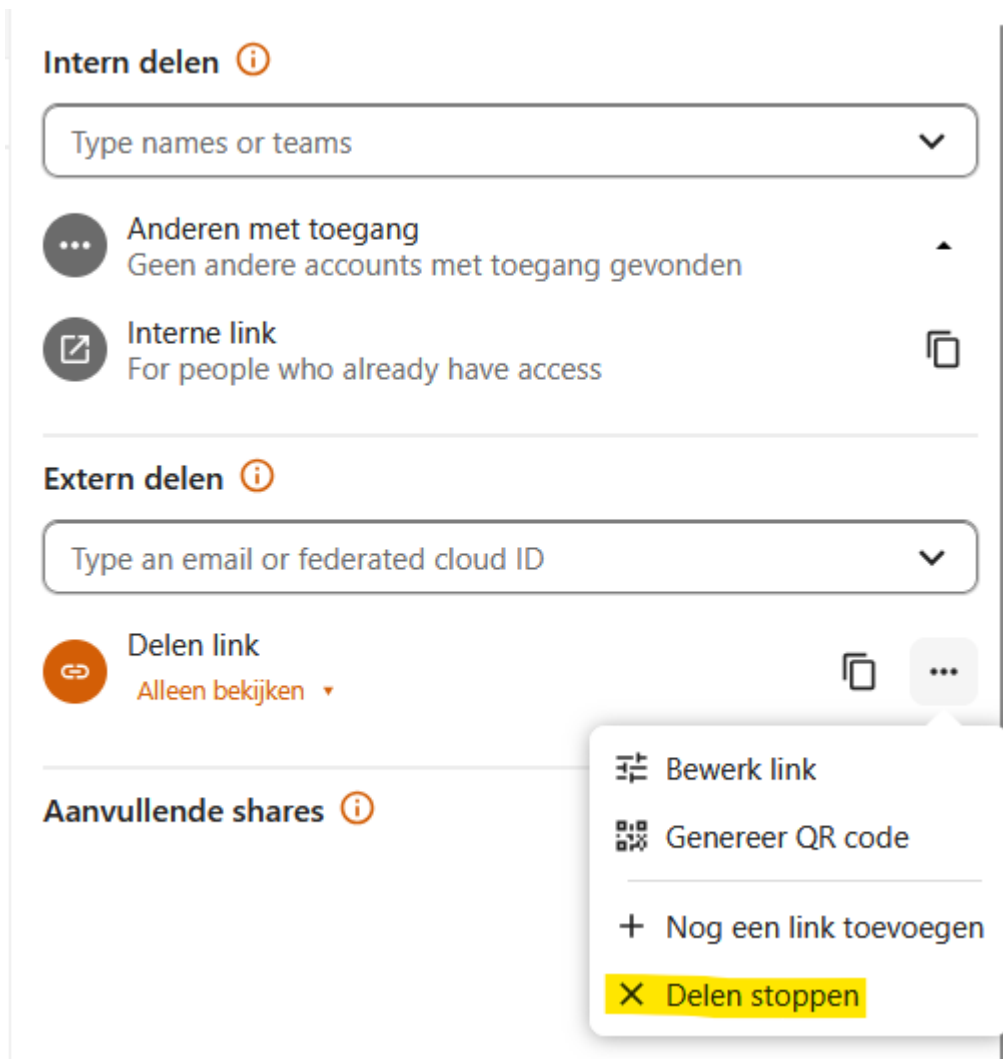 Intern delen
Type names or teams
Anderen met toegang
Geen andere accounts met toegang gevonden
Interne link
For people who already have access
Extern delen
Type an email or federated cloud ID
Delen link
Alleen bekijken
Bewerk link
Aanvullende shares
Genereer QR code
Nog een link toevoegen
Delen stoppen